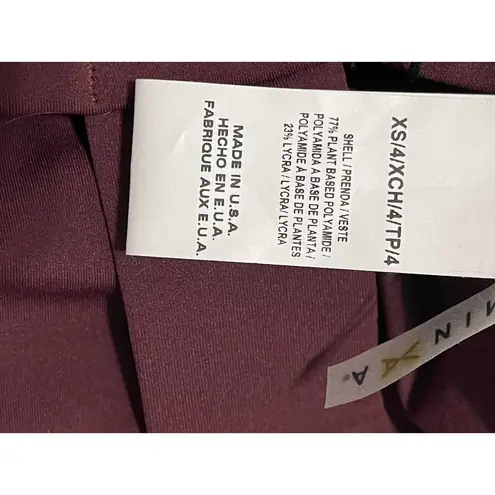 XS/4/XCH/4/TP/4
SHELL / PRENDA / VESTE
77% PLANT BASED POLYAMIDE /
POLYAMIDA A BASE DE PLANTA /
POLYAMIDE À BASE DE PLANTES
23% LYCRA / LYCRA / LYCRA
MADE IN U.S.A.
HECHO EN E.U.A.
FABRIQUE AUX E.U.A.